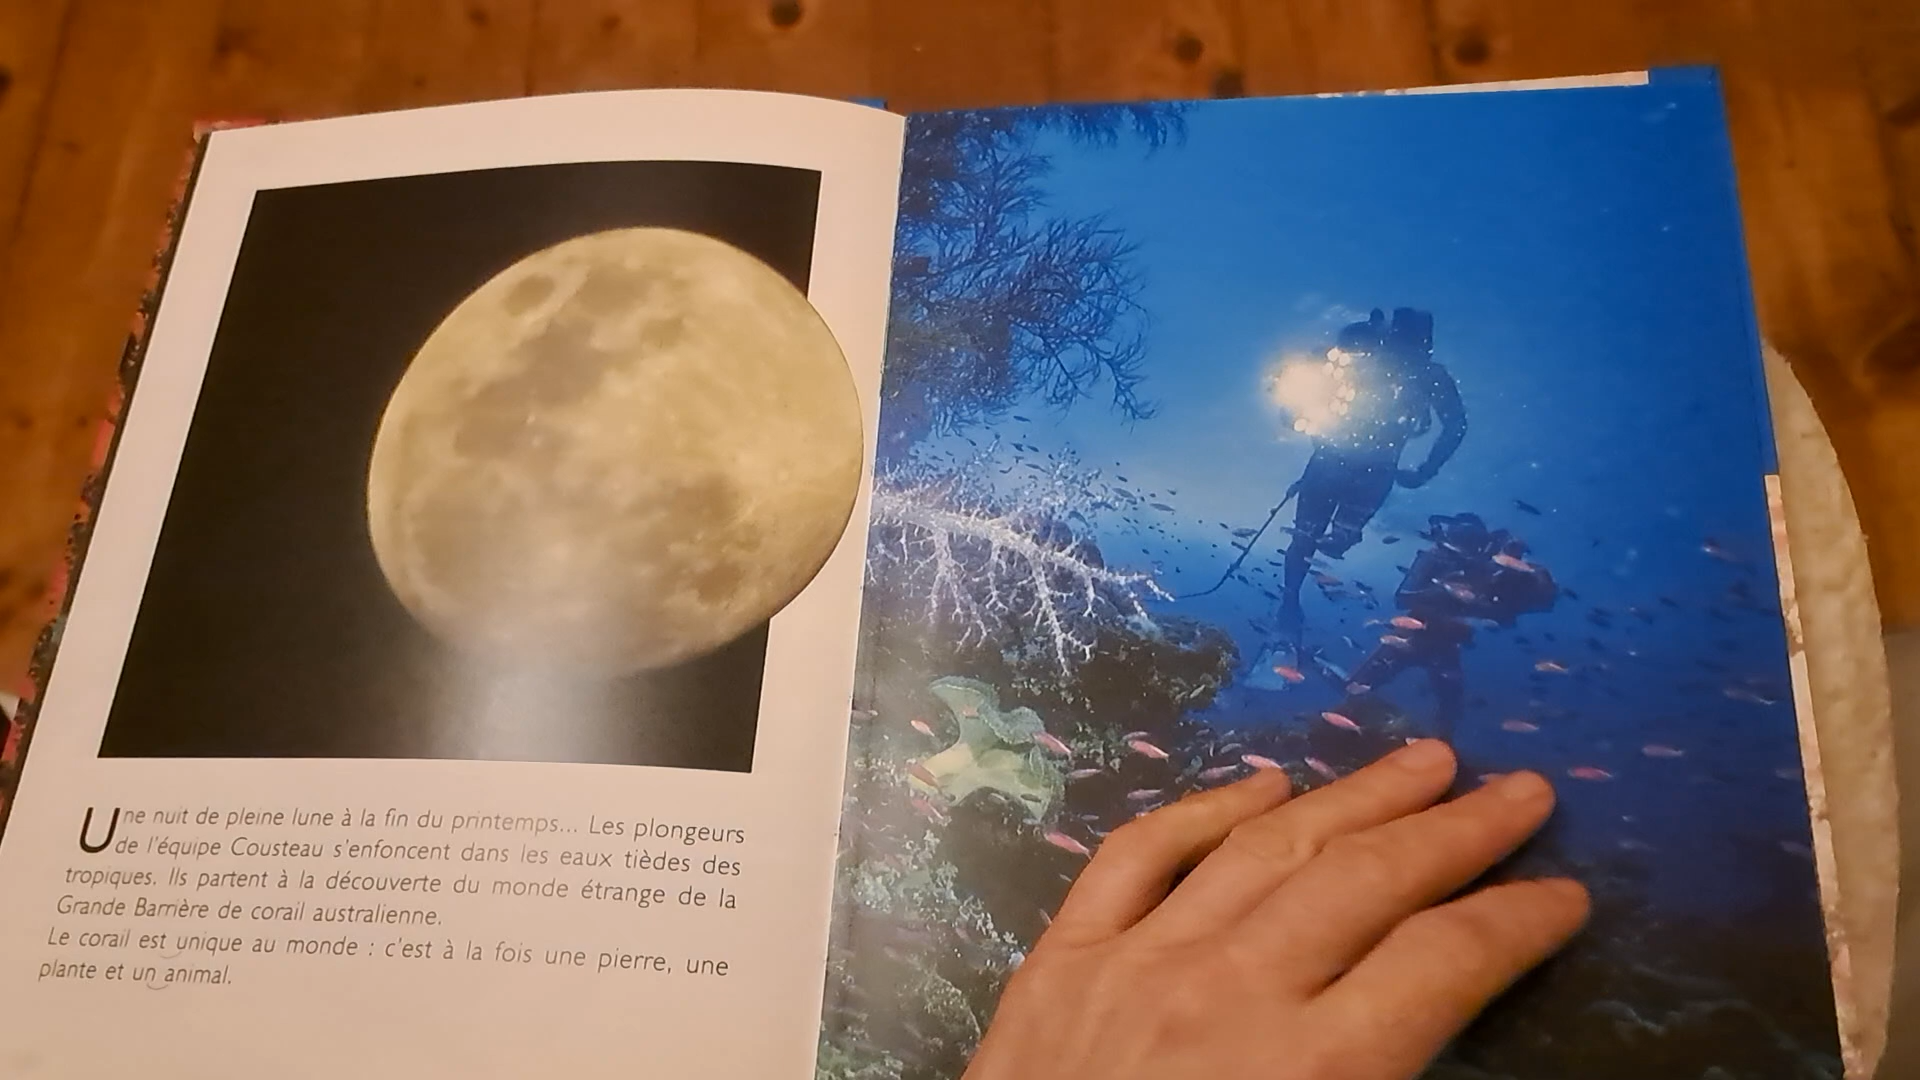 Une nuit de pleine lune à la fin du printemps... Les plongeurs
de l'équipe Cousteau s'enfoncent dans les eaux tièdes des
tropiques. Ils partent à la découverte du monde étrange de la
Grande Barrière de corail australienne.
Le corail est unique au monde : c'est à la fois une pierre, une
plante et un animal.